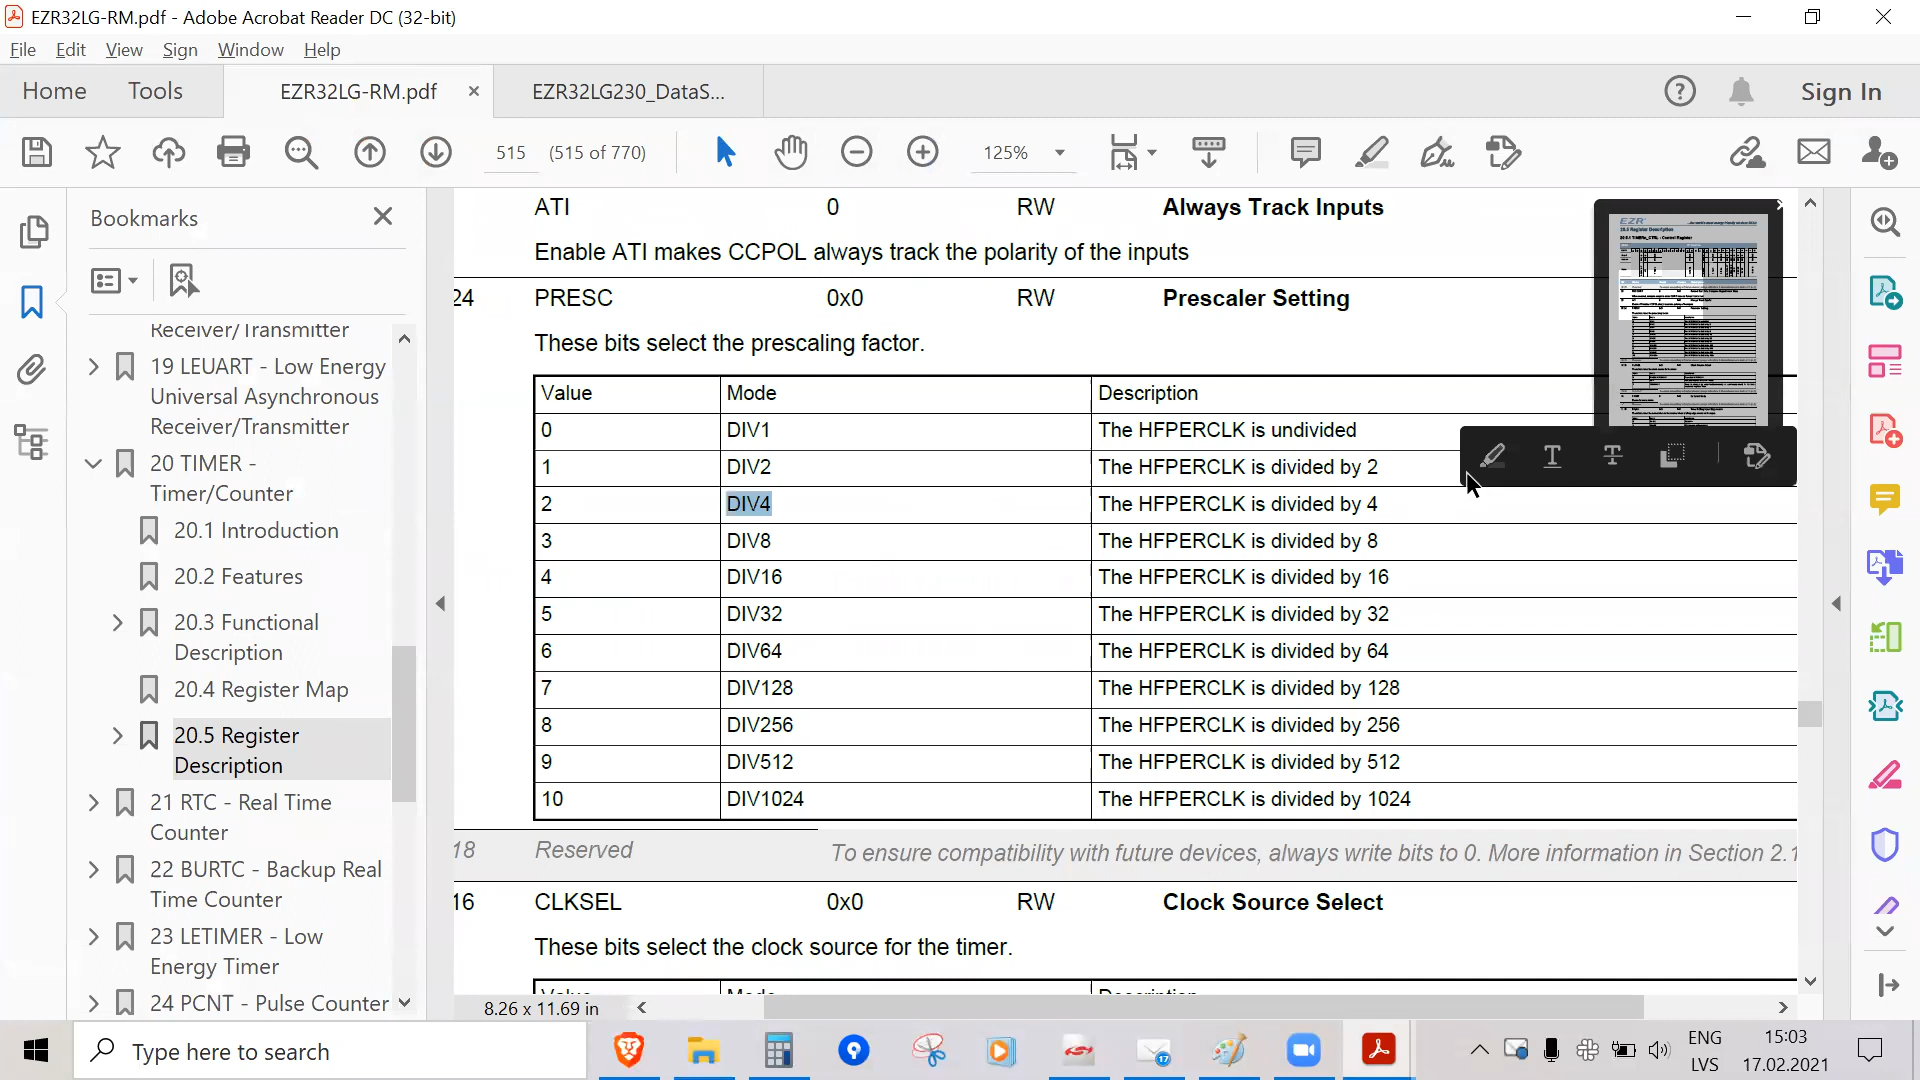 EZR32LG-RM.pdf - Adobe Acrobat Reader DC (32-bit)
File Edit View Sign Window Help
Home Tools EZR32LG-RM.pdf EZR32LG230_DataS... Sign In
515 (515 of 770) 125%
Bookmarks
Receiver/Transmitter
19 LEUART - Low Energy
Universal Asynchronous
Receiver/Transmitter
20 TIMER -
Timer/Counter
20.1 Introduction
20.2 Features
20.3 Functional
Description
20.4 Register Map
20.5 Register
Description
21 RTC - Real Time
Counter
22 BURTC - Backup Real
Time Counter
23 LETIMER - Low
Energy Timer
24 PCNT - Pulse Counter
ATI 0 RW Always Track Inputs
Enable ATI makes CCPOL always track the polarity of the inputs
24 PRESC 0x0 RW Prescaler Setting
These bits select the prescaling factor.
Value Mode Description
0 DIV1 The HFPERCLK is undivided
1 DIV2 The HFPERCLK is divided by 2
2 DIV4 The HFPERCLK is divided by 4
3 DIV8 The HFPERCLK is divided by 8
4 DIV16 The HFPERCLK is divided by 16
5 DIV32 The HFPERCLK is divided by 32
6 DIV64 The HFPERCLK is divided by 64
7 DIV128 The HFPERCLK is divided by 128
8 DIV256 The HFPERCLK is divided by 256
9 DIV512 The HFPERCLK is divided by 512
10 DIV1024 The HFPERCLK is divided by 1024
18 Reserved To ensure compatibility with future devices, always write bits to 0. More information in Section 2.1
16 CLKSEL 0x0 RW Clock Source Select
These bits select the clock source for the timer.
Value Mode Description
8.26 x 11.69 in
Type here to search
17
ENG
LVS
15:03
17.02.2021